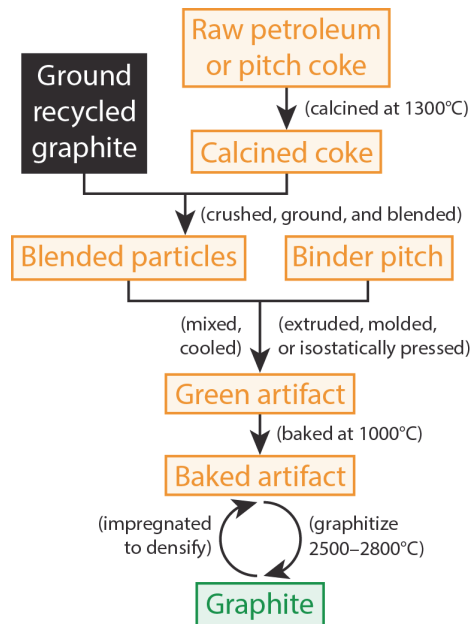 Raw petroleum
or pitch coke
Ground
recycled
graphite
(calcined at 1300°C)
Calcined coke
(crushed, ground, and blended)
Blended particles
Binder pitch
(mixed,
cooled)
(extruded, molded,
or isostatically pressed)
Green artifact
(baked at 1000°C)
Baked artifact
(impregnated
to densify)
(graphitize
2500–2800°C)
Graphite